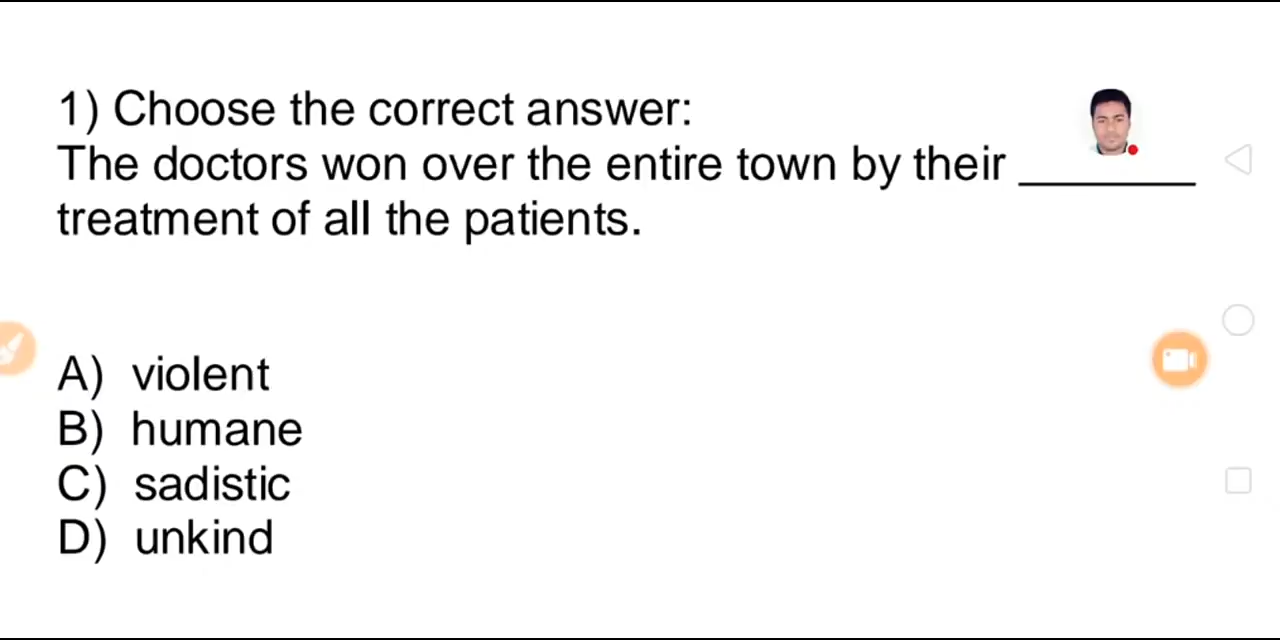 1) Choose the correct answer:
The doctors won over the entire town by their __________
treatment of all the patients.
A) violent
B) humane
C) sadistic
D) unkind